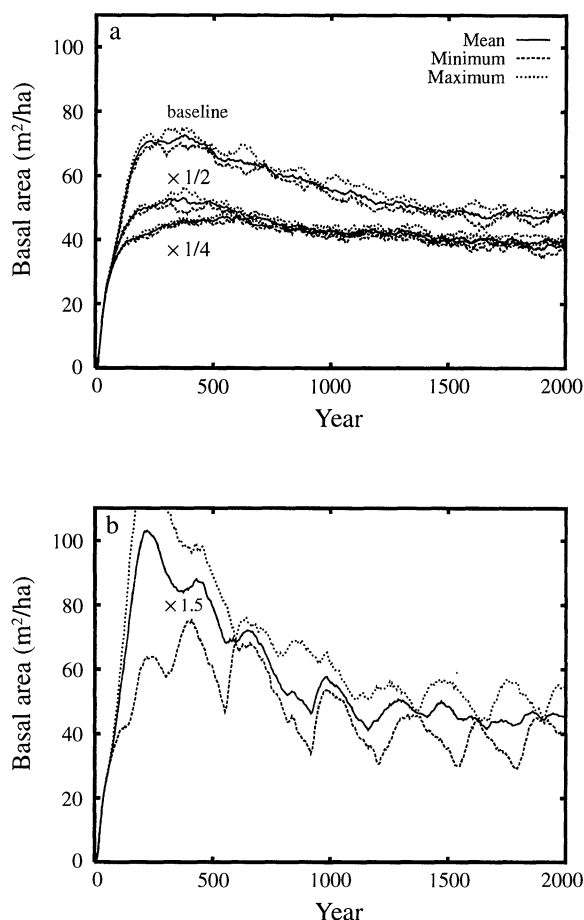 a
Mean
Minimum
Maximum
baseline
× 1/2
× 1/4
100
80
60
40
20
0
Basal area (m²/ha)
0 500 1000 1500 2000
Year
b
× 1.5
100
80
60
40
20
0
Basal area (m²/ha)
0 500 1000 1500 2000
Year